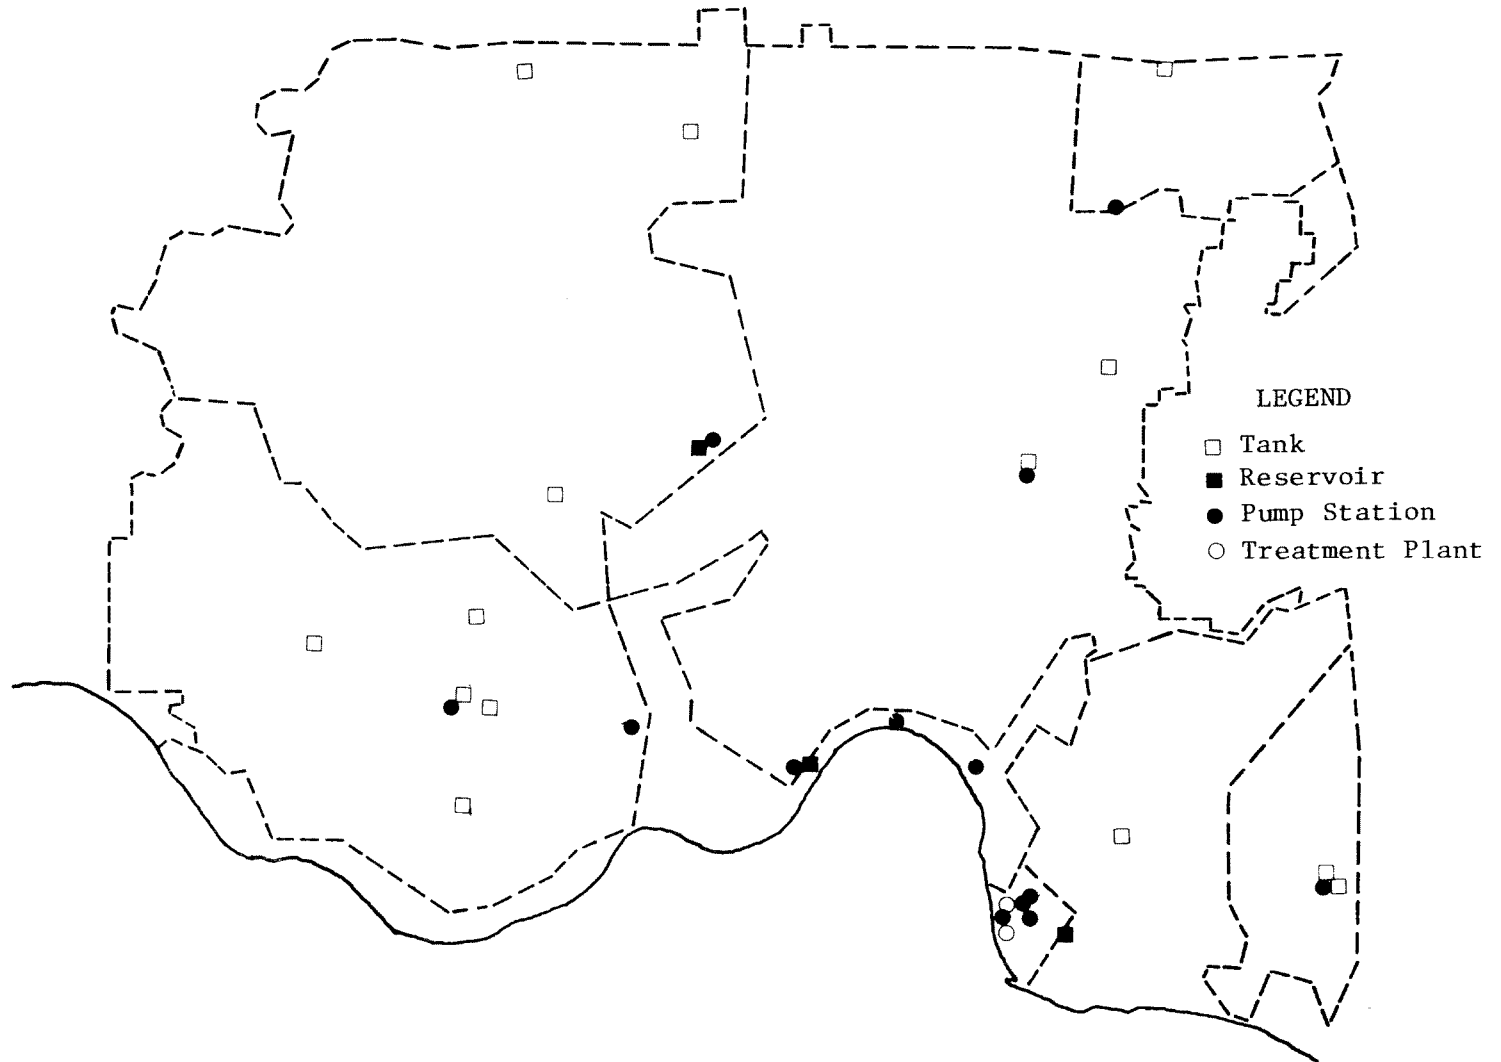 LEGEND
Tank
Reservoir
Pump Station
Treatment Plant